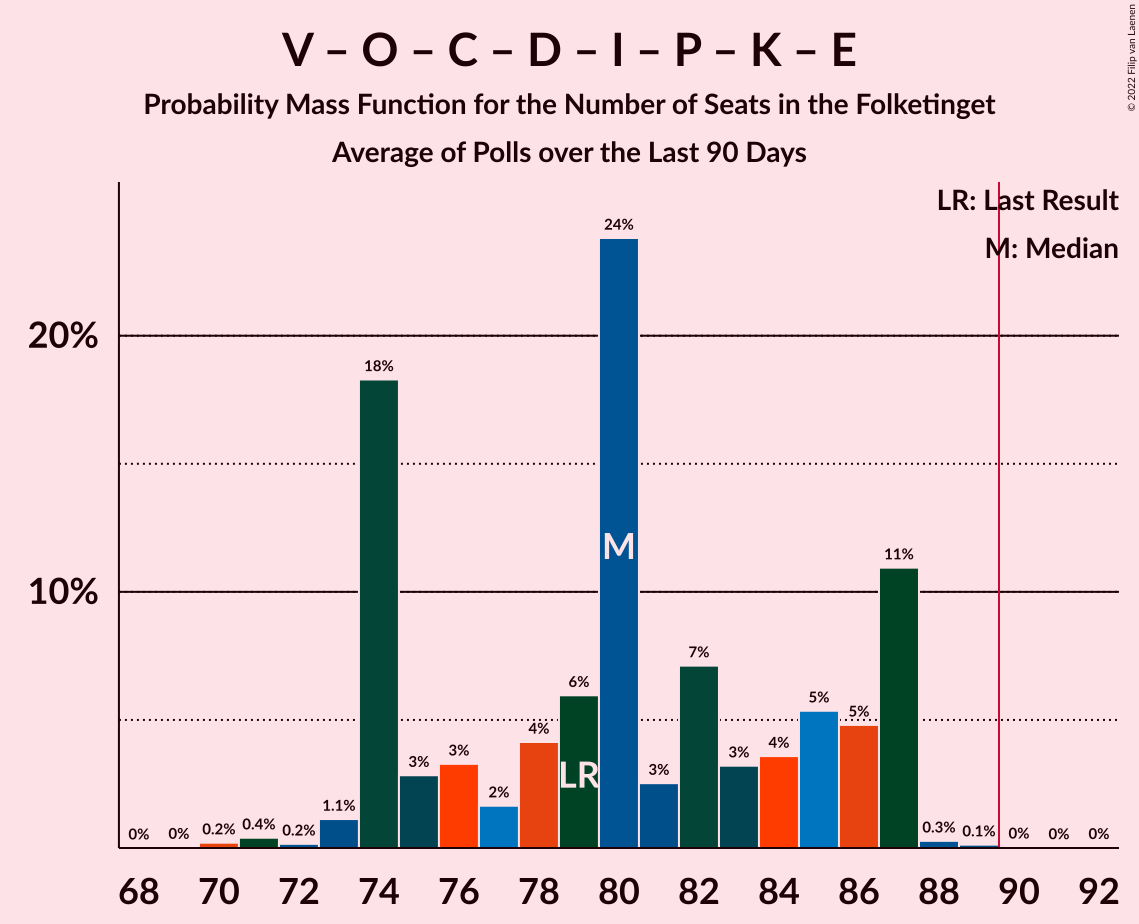 V – O – C – D – I – P – K – E
Probability Mass Function for the Number of Seats in the Folketinget
Average of Polls over the Last 90 Days
© 2022 Filip van Laenen
LR: Last Result
M: Median
20%
10%
0% 0% 0.2% 0.4% 0.2% 1.1% 18% 3% 3% 2% 4% 6% 24% 3% 7% 3% 4% 5% 5% 11% 0.3% 0.1% 0% 0% 0%
M
LR
68 70 72 74 76 78 80 82 84 86 88 90 92